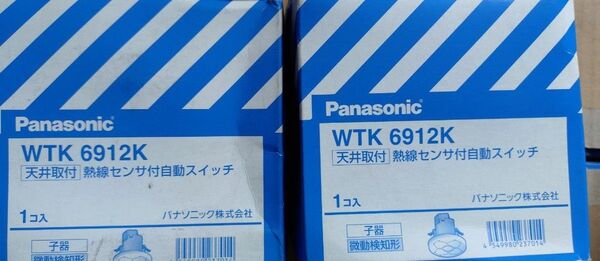 Panasonic
WTK 6912K
天井取付 熱線センサ付自動スイッチ
1コ入
パナソニック株式会社
子器
微動検知形
Panasonic
WTK 6912K
天井取付 熱線センサ付自動スイッチ
1コ入
パナソニック株式会社
子器
微動検知形
4 549980 237014